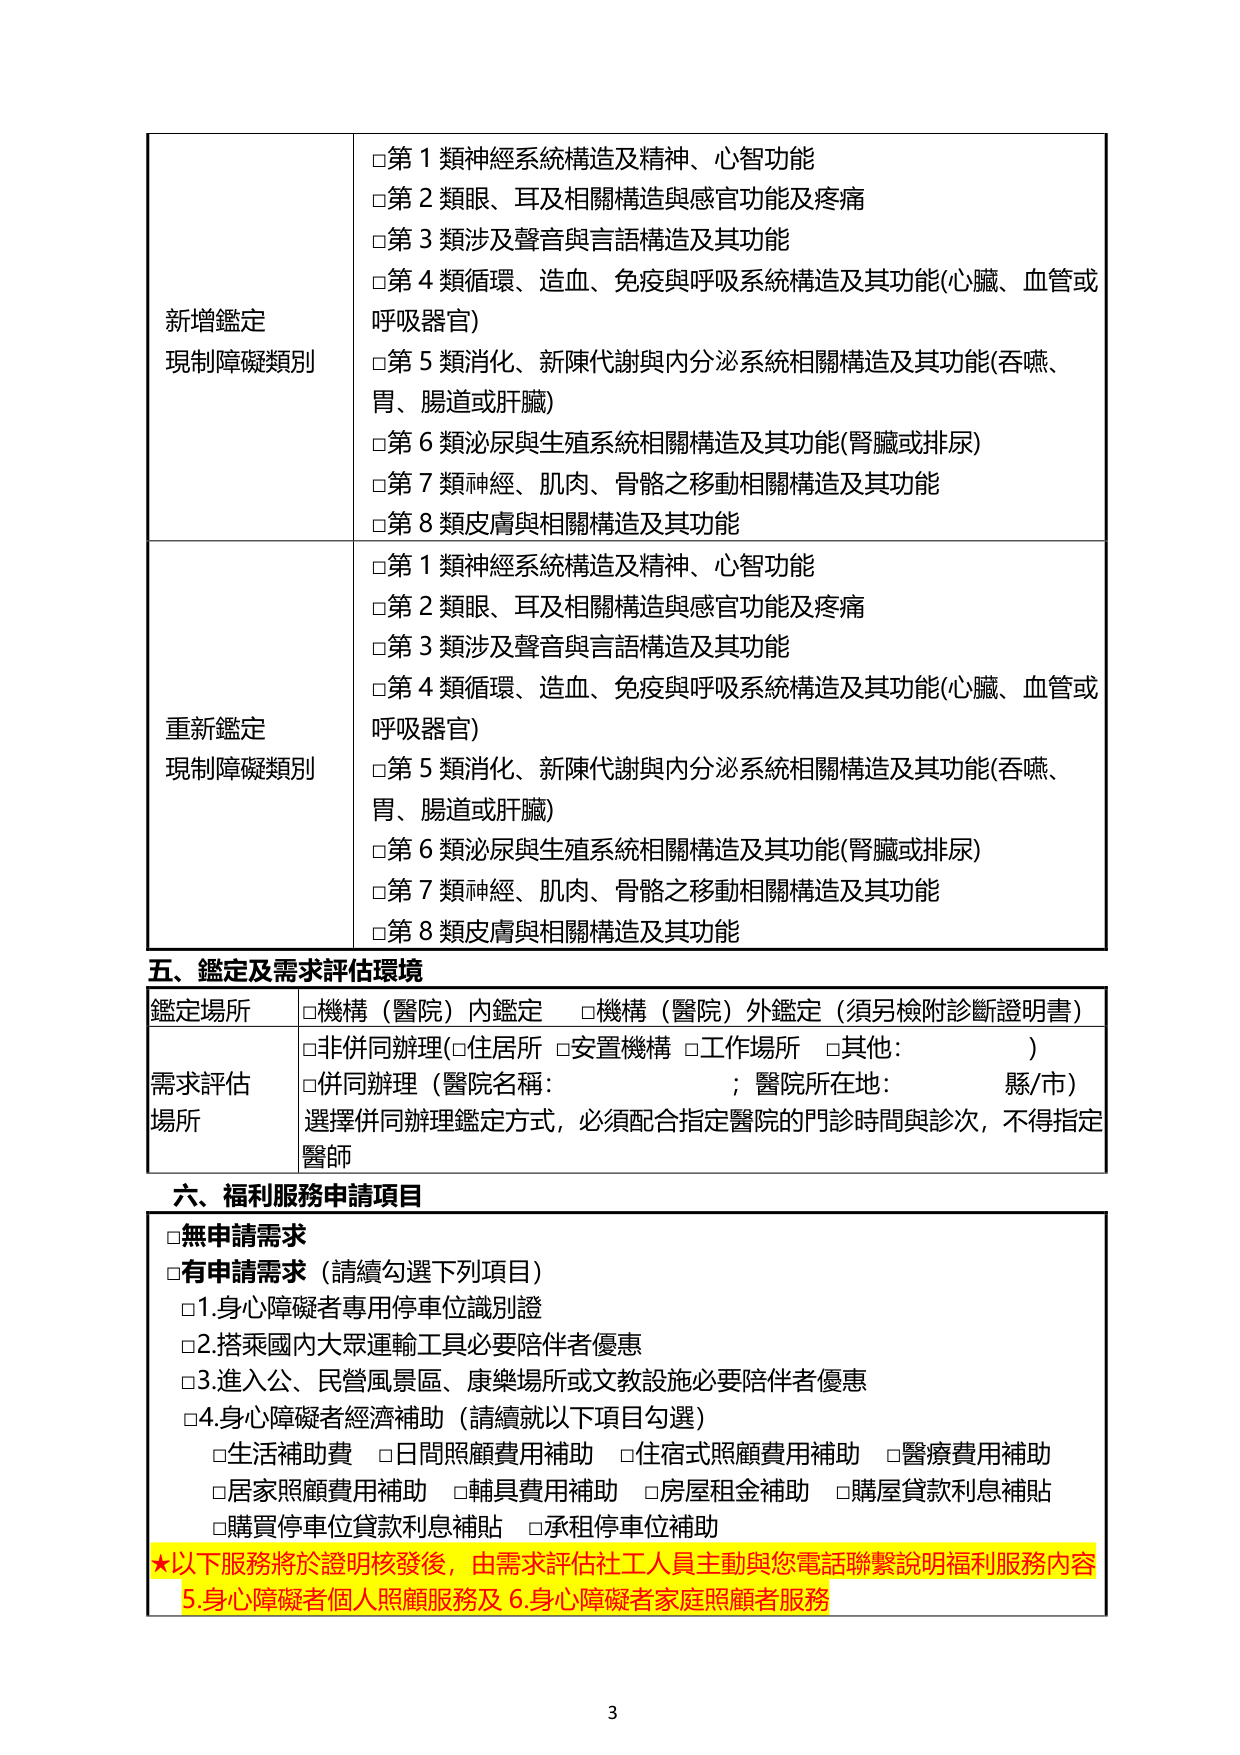 新增鑑定
現制障礙類別
□第 1 類神經系統構造及精神、心智功能
□第 2 類眼、耳及相關構造與感官功能及疼痛
□第 3 類涉及聲音與言語構造及其功能
□第 4 類循環、造血、免疫與呼吸系統構造及其功能(心臟、血管或
呼吸器官)
□第 5 類消化、新陳代謝與內分泌系統相關構造及其功能(吞嚥、
胃、腸道或肝臟)
□第 6 類泌尿與生殖系統相關構造及其功能(腎臟或排尿)
□第 7 類神經、肌肉、骨骼之移動相關構造及其功能
□第 8 類皮膚與相關構造及其功能
重新鑑定
現制障礙類別
□第 1 類神經系統構造及精神、心智功能
□第 2 類眼、耳及相關構造與感官功能及疼痛
□第 3 類涉及聲音與言語構造及其功能
□第 4 類循環、造血、免疫與呼吸系統構造及其功能(心臟、血管或
呼吸器官)
□第 5 類消化、新陳代謝與內分泌系統相關構造及其功能(吞嚥、
胃、腸道或肝臟)
□第 6 類泌尿與生殖系統相關構造及其功能(腎臟或排尿)
□第 7 類神經、肌肉、骨骼之移動相關構造及其功能
□第 8 類皮膚與相關構造及其功能
五、鑑定及需求評估環境
鑑定場所 □機構（醫院）內鑑定 □機構（醫院）外鑑定（須另檢附診斷證明書）
需求評估
場所
□非併同辦理(□住居所 □安置機構 □工作場所 □其他: )
□併同辦理（醫院名稱: ；醫院所在地: 縣/市）
選擇併同辦理鑑定方式，必須配合指定醫院的門診時間與診次，不得指定
醫師
六、福利服務申請項目
□無申請需求
□有申請需求（請續勾選下列項目）
□1.身心障礙者專用停車位識別證
□2.搭乘國內大眾運輸工具必要陪伴者優惠
□3.進入公、民營風景區、康樂場所或文教設施必要陪伴者優惠
□4.身心障礙者經濟補助（請續就以下項目勾選）
□生活補助費 □日間照顧費用補助 □住宿式照顧費用補助 □醫療費用補助
□居家照顧費用補助 □輔具費用補助 □房屋租金補助 □購屋貸款利息補貼
□購買停車位貸款利息補貼 □承租停車位補助
★以下服務將於證明核發後，由需求評估社工人員主動與您電話聯繫說明福利服務內容
5.身心障礙者個人照顧服務及 6.身心障礙者家庭照顧者服務
3